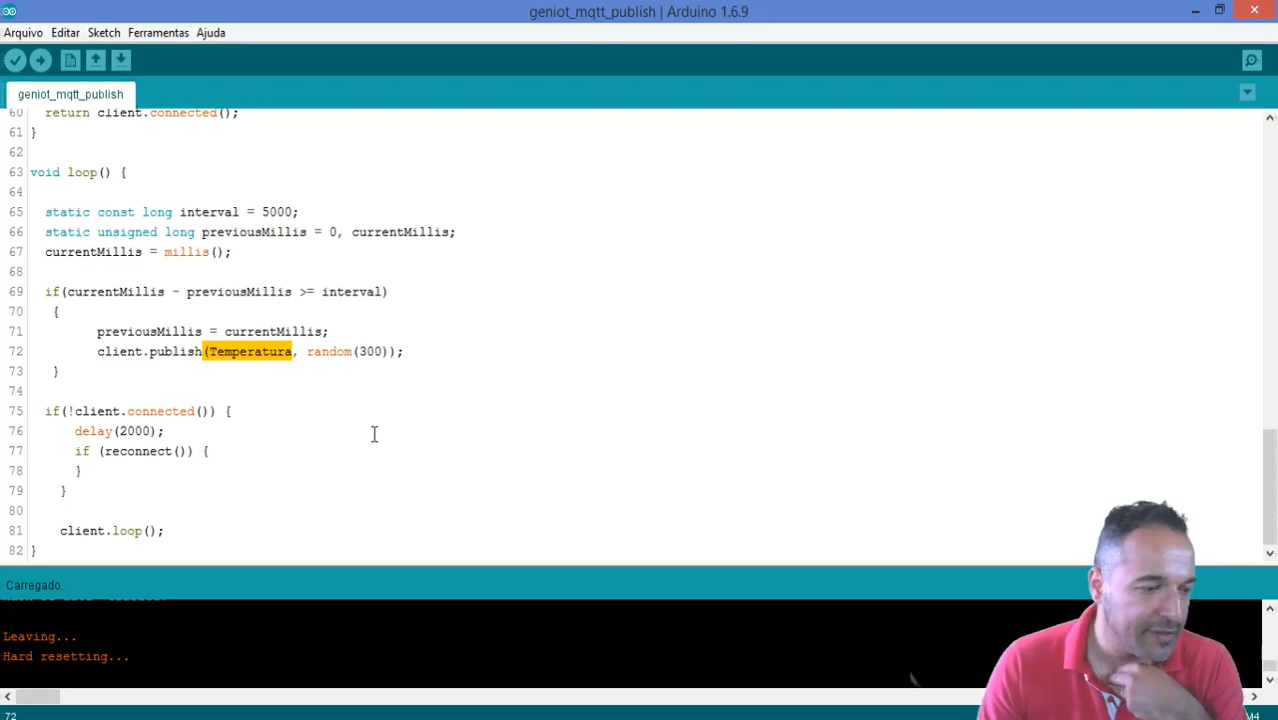 geniot_mqtt_publish | Arduino 1.6.9
Arquivo Editar Sketch Ferramentas Ajuda
geniot_mqtt_publish
60 return client.connected();
61 }
62
63 void loop() {
64
65 static const long interval = 5000;
66 static unsigned long previousMillis = 0, currentMillis;
67 currentMillis = millis();
68
69 if(currentMillis - previousMillis >= interval)
70 {
71 previousMillis = currentMillis;
72 client.publish(Temperatura, random(300));
73 }
74
75 if(!client.connected()) {
76 delay(2000);
77 if (reconnect()) {
78 }
79 }
80
81 client.loop();
82 }
Carregado.
Leaving...
Hard resetting...
72